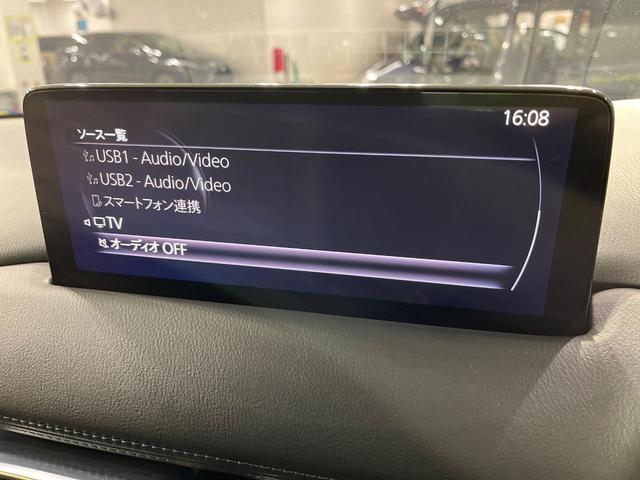 16:08
ソース一覧
USB1 - Audio/Video
USB2 - Audio/Video
スマートフォン連携
TV
オーディオ OFF